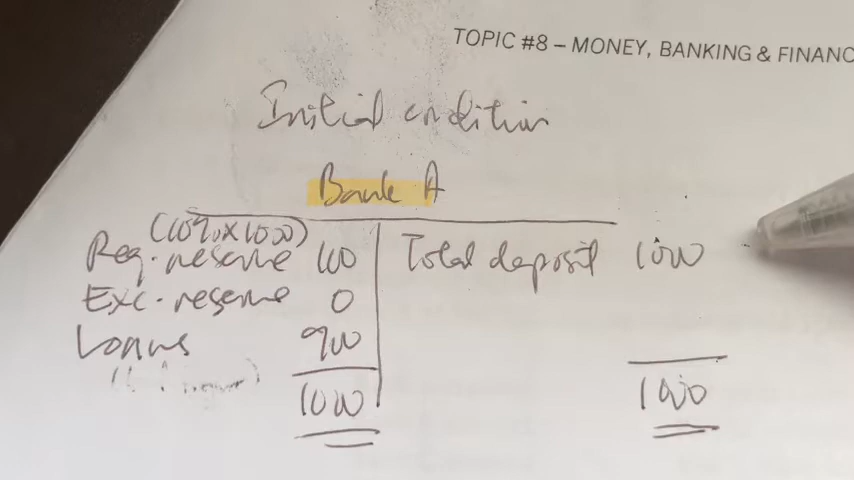 TOPIC #8 – MONEY, BANKING & FINANC
Initial condition
Bank A
(10% x 1000)
Req. reserve 100 Total deposit 1000
Exc. reserve 0
Loans 900
1000 1000